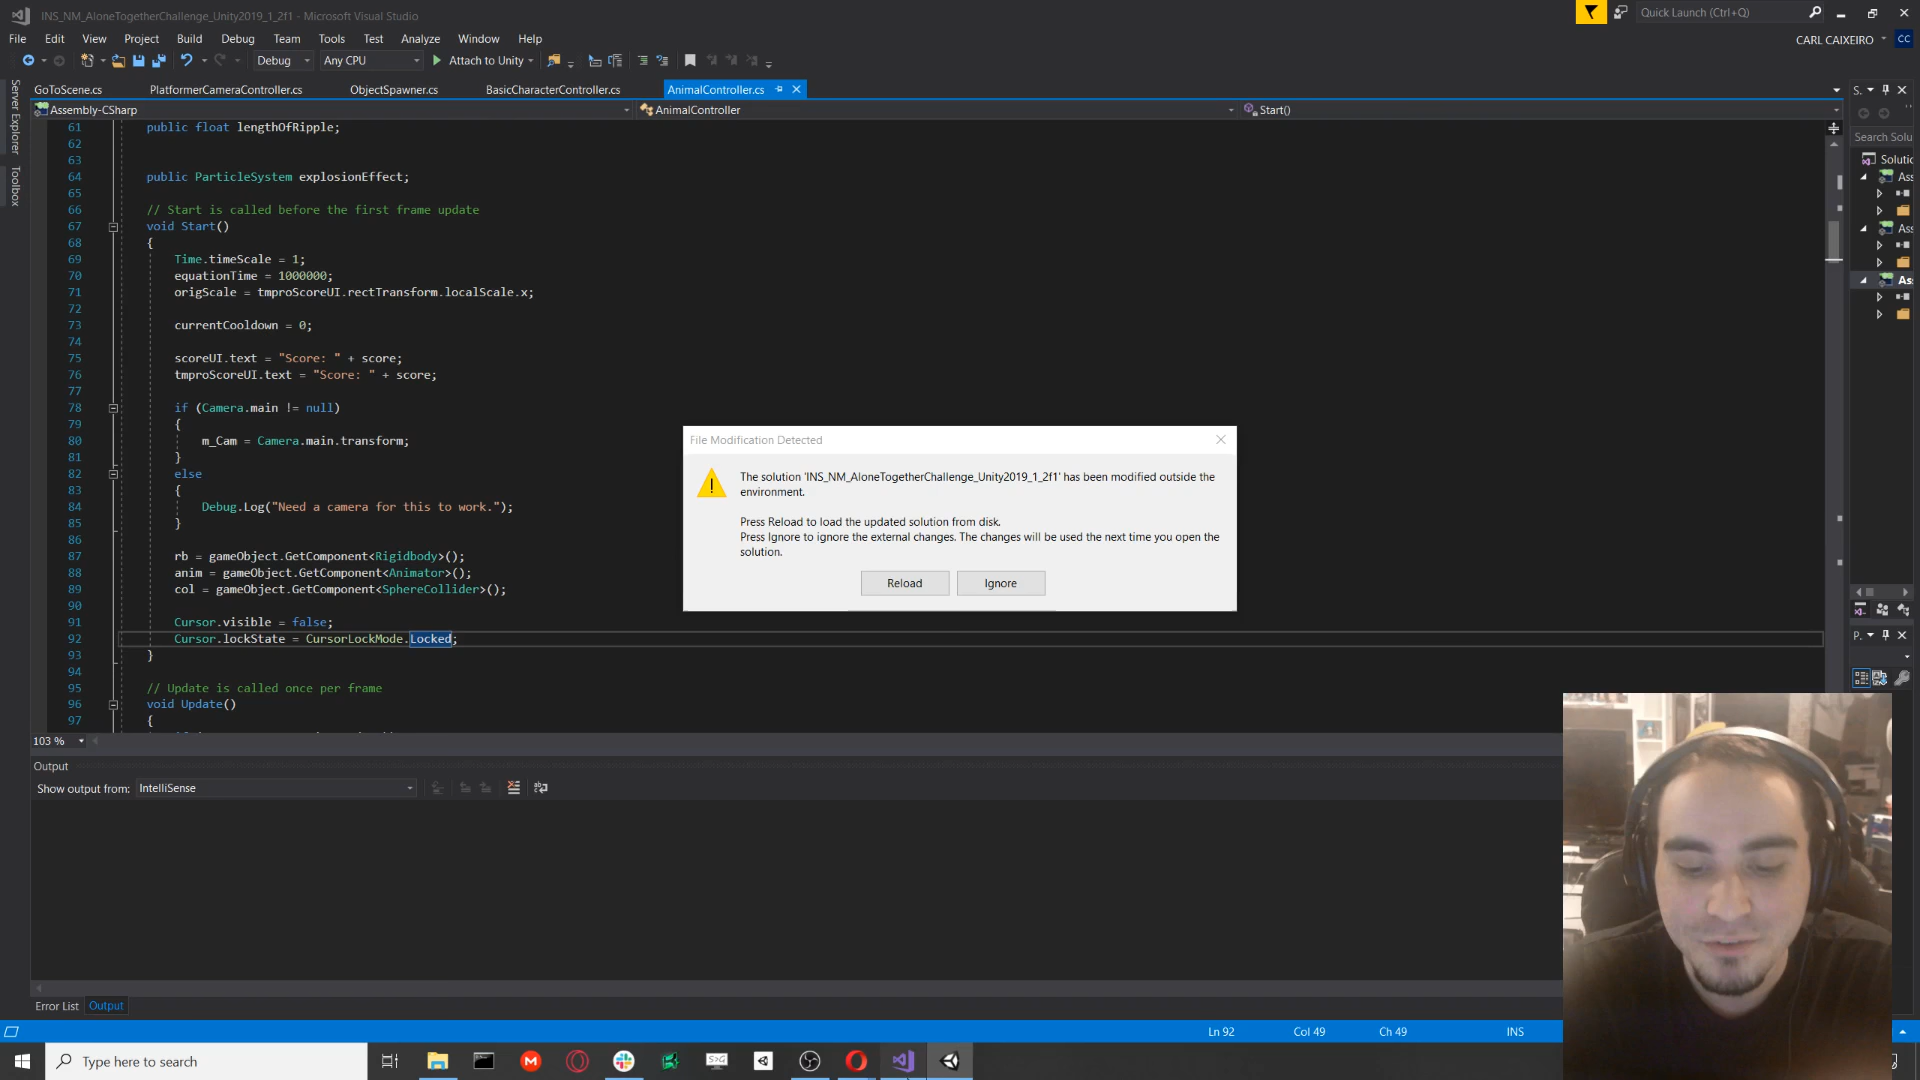 INS_NM_AloneTogetherChallenge_Unity2019_1_2f1 - Microsoft Visual Studio
Quick Launch (Ctrl+Q)
File Edit View Project Build Debug Team Tools Test Analyze Window Help
CARL CAIXEIRO CC
Debug Any CPU Attach to Unity
GoToScene.cs PlatformerCameraController.cs ObjectSpawner.cs BasicCharacterController.cs AnimalController.cs
S.
Assembly-CSharp AnimalController Start()
Server Explorer
Toolbox
Search Solu
Solutio
Ass
Ass
Ass
P.
61 public float lengthOfRipple;
62
63
64 public ParticleSystem explosionEffect;
65
66 // Start is called before the first frame update
67 void Start()
68 {
69 Time.timeScale = 1;
70 equationTime = 1000000;
71 origScale = tmproScoreUI.rectTransform.localScale.x;
72
73 currentCooldown = 0;
74
75 scoreUI.text = "Score: " + score;
76 tmproScoreUI.text = "Score: " + score;
77
78 if (Camera.main != null)
79 {
80 m_Cam = Camera.main.transform;
81 }
82 else
83 {
84 Debug.Log("Need a camera for this to work.");
85 }
86
87 rb = gameObject.GetComponent<Rigidbody>();
88 anim = gameObject.GetComponent<Animator>();
89 col = gameObject.GetComponent<SphereCollider>();
90
91 Cursor.visible = false;
92 Cursor.lockState = CursorLockMode.Locked;
93 }
94
95 // Update is called once per frame
96 void Update()
97 {
File Modification Detected
The solution 'INS_NM_AloneTogetherChallenge_Unity2019_1_2f1' has been modified outside the
environment.
Press Reload to load the updated solution from disk.
Press Ignore to ignore the external changes. The changes will be used the next time you open the
solution.
Reload Ignore
103 %
Output
Show output from: IntelliSense
Error List Output
Ln 92 Col 49 Ch 49 INS
Type here to search